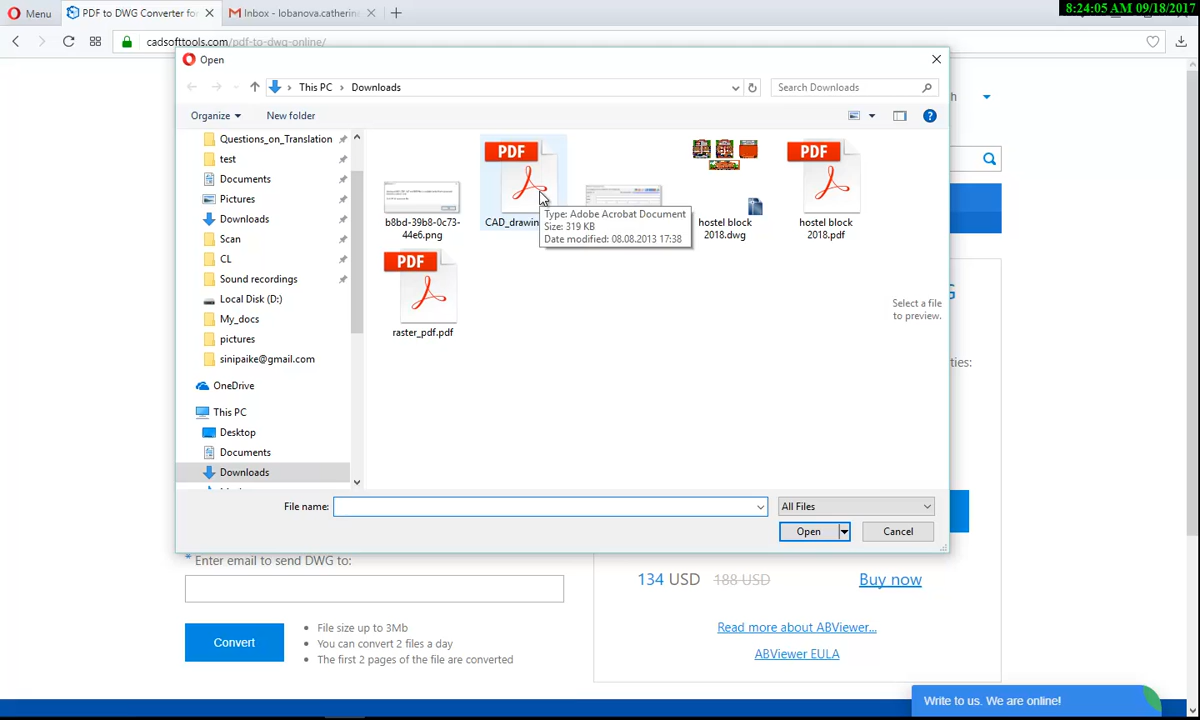 8:24:05 AM 09/18/2017
Menu
PDF to DWG Converter for
Inbox - lobanova.catherin
cadsofttools.com/pdf-to-dwg-online/
Open
This PC > Downloads
Search Downloads
Organize
New folder
Questions_on_Translation
test
Documents
Pictures
Downloads
Scan
CL
Sound recordings
Local Disk (D:)
My_docs
pictures
sinipaike@gmail.com
OneDrive
This PC
Desktop
Documents
Downloads
PDF
b8bd-39b8-0c73-
44e6.png
CAD_drawin
Type: Adobe Acrobat Document
Size: 319 KB
Date modified: 08.08.2013 17:38
hostel block
2018.dwg
PDF
hostel block
2018.pdf
PDF
raster_pdf.pdf
Select a file
to preview.
h
G
ties:
File name:
All Files
Open
Cancel
* Enter email to send DWG to:
Convert
• File size up to 3Mb
• You can convert 2 files a day
• The first 2 pages of the file are converted
134 USD 188 USD Buy now
Read more about ABViewer...
ABViewer EULA
Write to us. We are online!